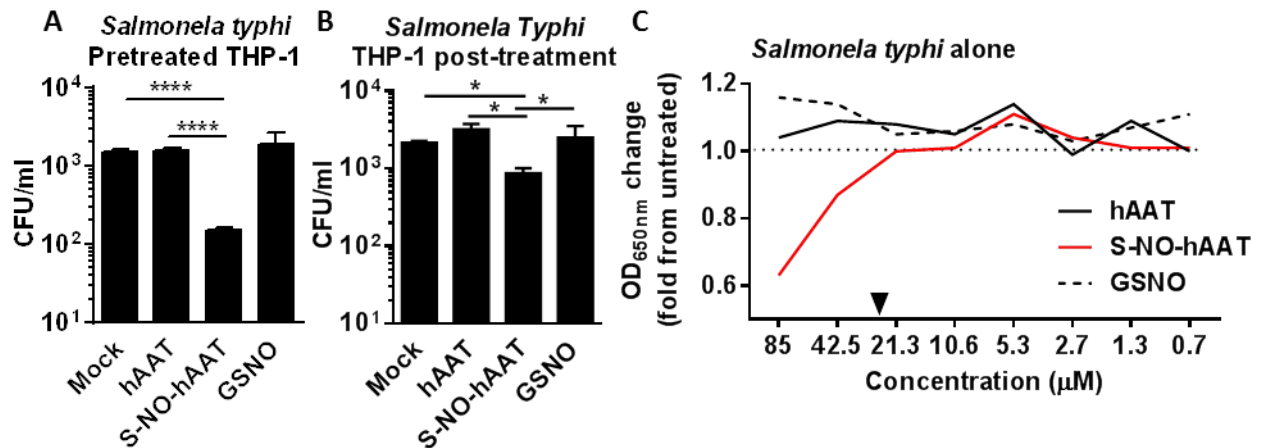 A
Salmonela typhi
Pretreated THP-1
CFU/ml
10⁴
10³
10²
10¹
****
****
Mock
hAAT
S-NO-hAAT
GSNO
B
Salmonela Typhi
THP-1 post-treatment
CFU/ml
10⁴
10³
10²
10¹
*
*
*
Mock
hAAT
S-NO-hAAT
GSNO
C
Salmonela typhi alone
OD650nm change
(fold from untreated)
1.2
1.0
0.8
0.6
hAAT
S-NO-hAAT
GSNO
85 42.5 21.3 10.6 5.3 2.7 1.3 0.7
Concentration (μM)